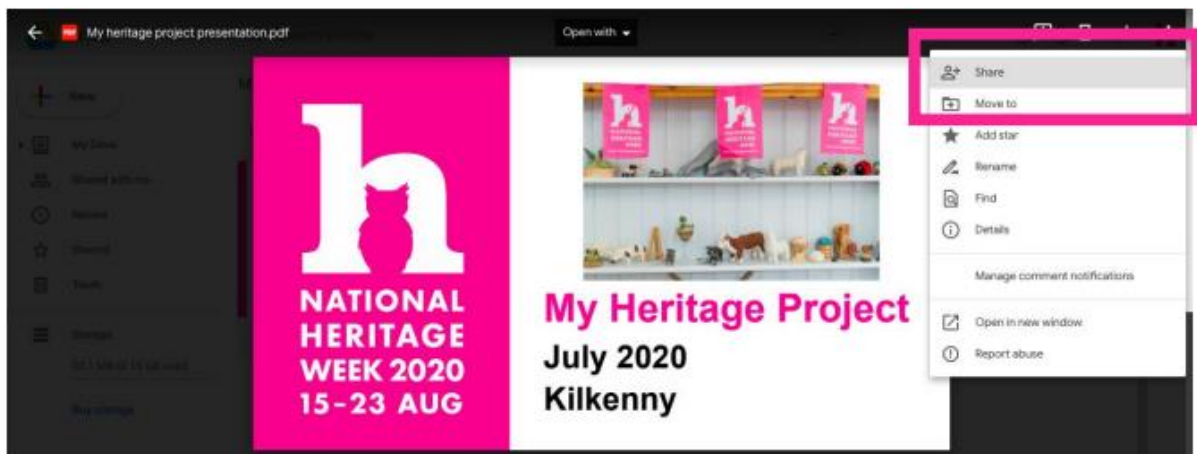 My heritage project presentation.pdf
Open with
New
My Drive
Shared with me
Recent
Starred
Trash
Storage
Buy storage
NATIONAL
HERITAGE
WEEK 2020
15-23 AUG
h
h
h
h
My Heritage Project
July 2020
Kilkenny
Share
Move to
Add star
Rename
Find
Details
Manage comment notifications
Open in new window
Report abuse